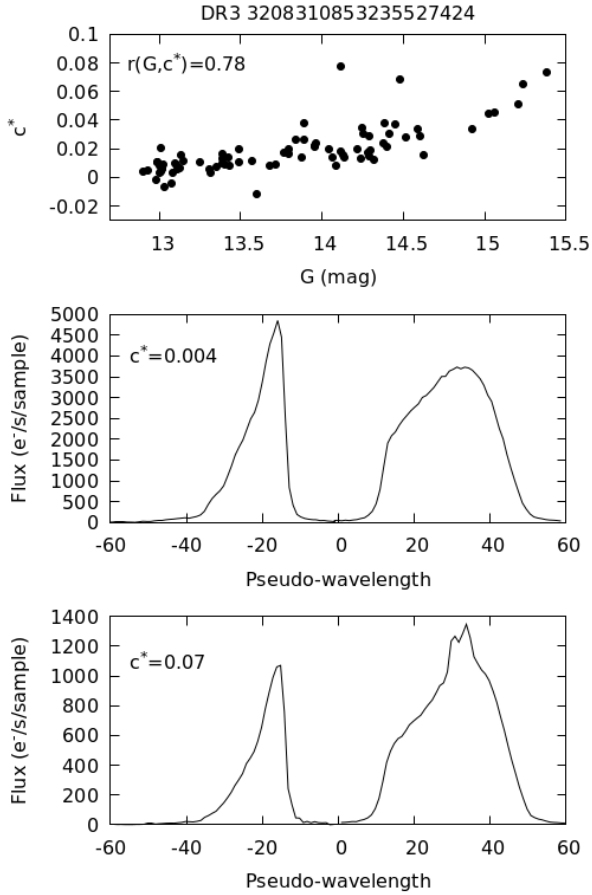 DR3 3208310853235527424
0.1
0.08
0.06
0.04
0.02
0
-0.02
c*
r(G,c*)=0.78
13 13.5 14 14.5 15 15.5
G (mag)
5000
4500
4000
3500
3000
2500
2000
1500
1000
500
0
Flux (e⁻/s/sample)
c*=0.004
-60 -40 -20 0 20 40 60
Pseudo-wavelength
1400
1200
1000
800
600
400
200
0
Flux (e⁻/s/sample)
c*=0.07
-60 -40 -20 0 20 40 60
Pseudo-wavelength